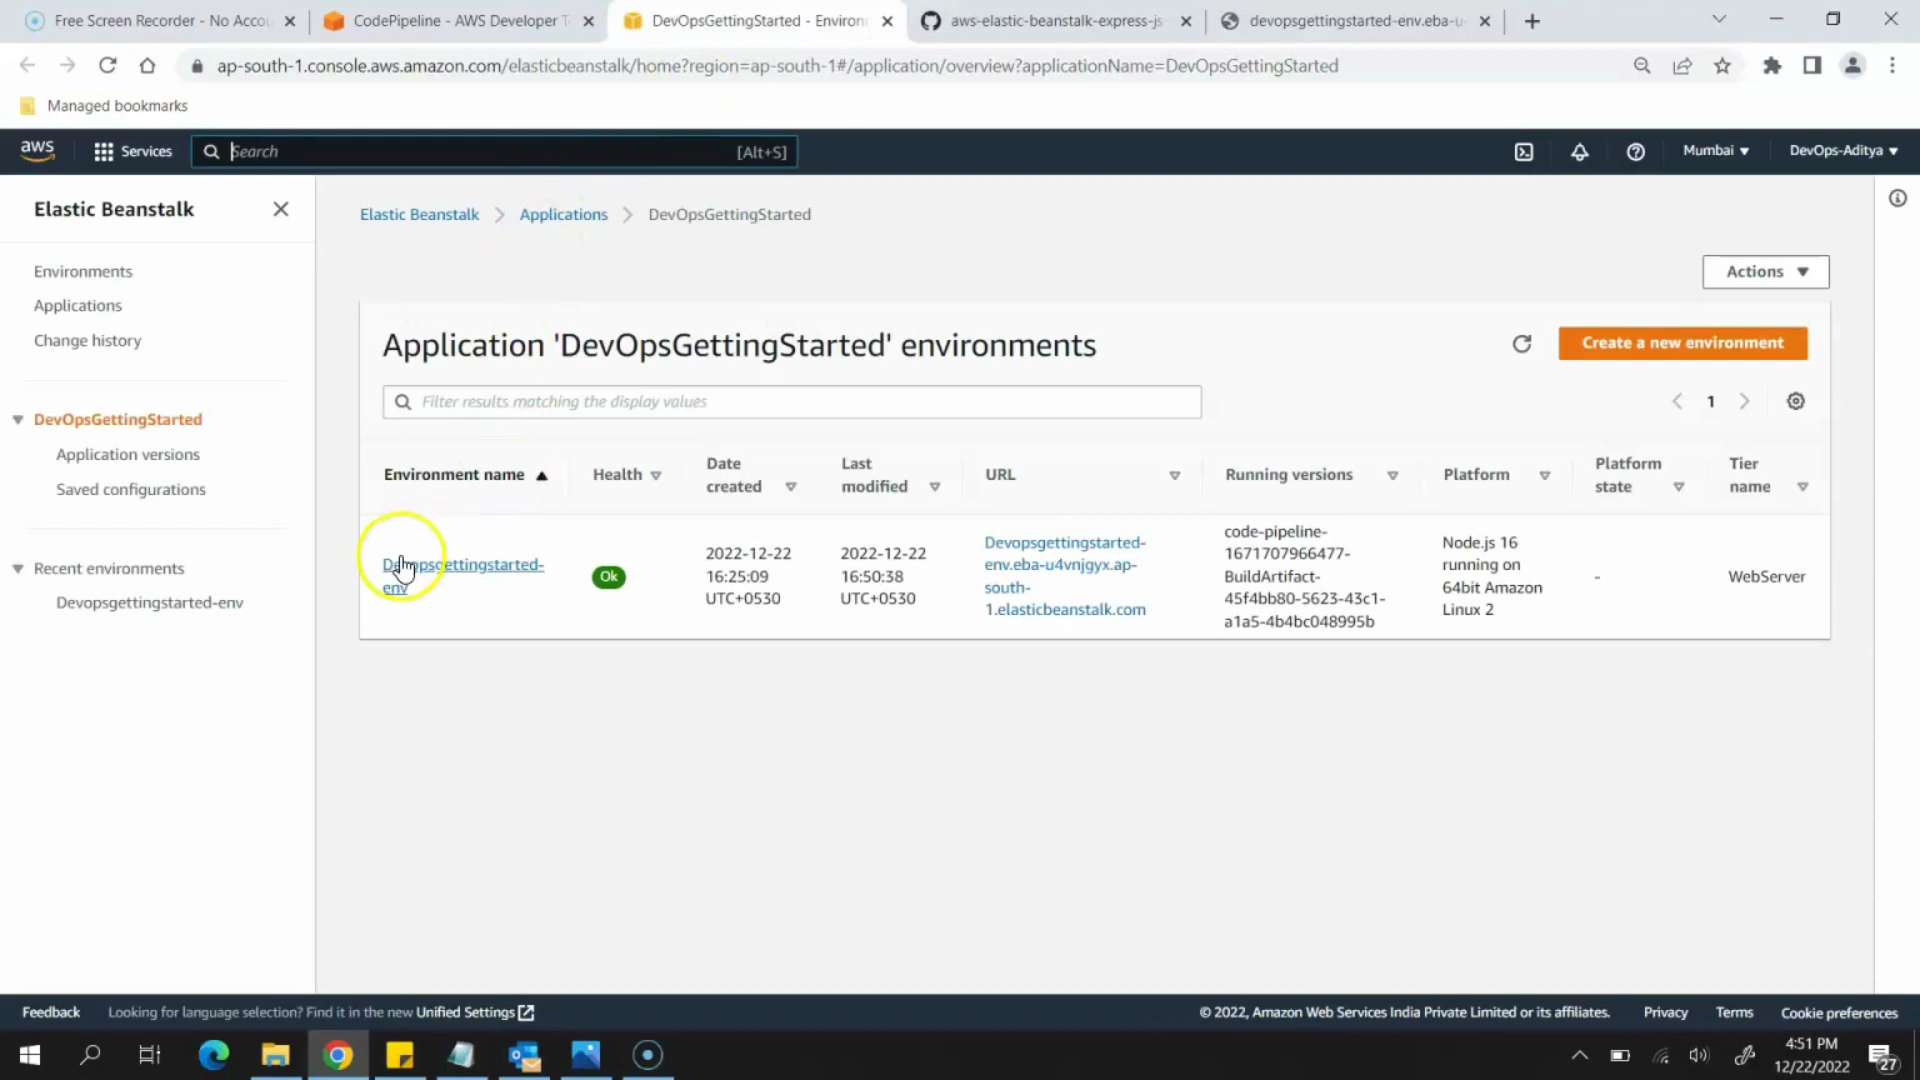 Free Screen Recorder - No Accou
CodePipeline - AWS Developer T
DevOpsGettingStarted - Environ
aws-elastic-beanstalk-express-js
devopsgettingstarted-env.eba-u
ap-south-1.console.aws.amazon.com/elasticbeanstalk/home?region=ap-south-1#/application/overview?applicationName=DevOpsGettingStarted
Managed bookmarks
aws
Services
Search
[Alt+S]
Mumbai
DevOps-Aditya
Elastic Beanstalk
Environments
Applications
Change history
DevOpsGettingStarted
Application versions
Saved configurations
Recent environments
Devopsgettingstarted-env
Elastic Beanstalk
Applications
DevOpsGettingStarted
Actions
Application 'DevOpsGettingStarted' environments
Create a new environment
Filter results matching the display values
1
Environment name
Health
Date
created
Last
modified
URL
Running versions
Platform
Platform
state
Tier
name
Devopsgettingstarted-
env
Ok
2022-12-22
16:25:09
UTC+0530
2022-12-22
16:50:38
UTC+0530
Devopsgettingstarted-
env.eba-u4vnjgyx.ap-
south-
1.elasticbeanstalk.com
code-pipeline-
1671707966477-
BuildArtifact-
45f4bb80-5623-43c1-
a1a5-4b4bc048995b
Node.js 16
running on
64bit Amazon
Linux 2
-
WebServer
Feedback
Looking for language selection? Find it in the new Unified Settings
© 2022, Amazon Web Services India Private Limited or its affiliates.
Privacy
Terms
Cookie preferences
4:51 PM
12/22/2022
27